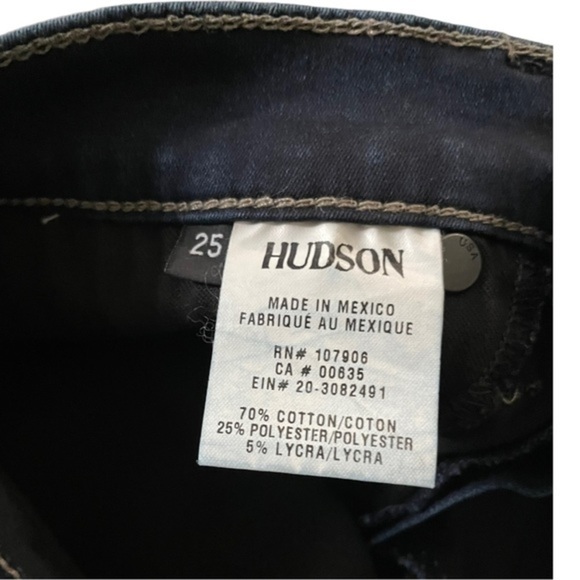 25
HUDSON
USA
MADE IN MEXICO
FABRIQUÉ AU MEXIQUE
RN# 107906
CA # 00635
EIN# 20-3082491
70% COTTON/COTON
25% POLYESTER/POLYESTER
5% LYCRA/LYCRA